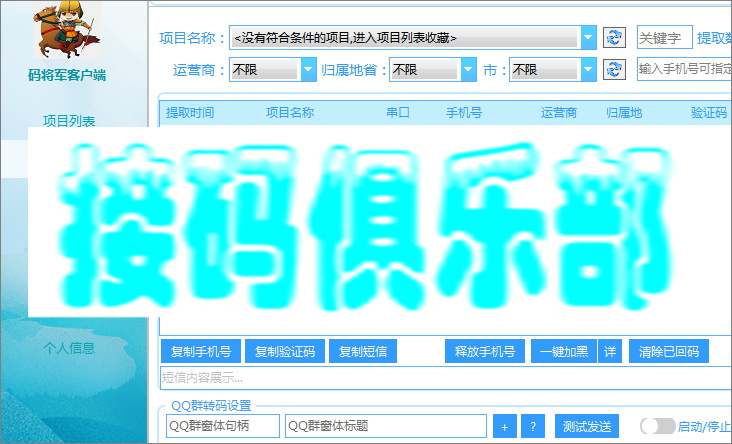 项目名称： <没有符合条件的项目,进入项目列表收藏> 关键字 提取数
码将军客户端
运营商： 不限 归属地省： 不限 市： 不限 输入手机号可指定
项目列表
提取时间 项目名称 串口 手机号 运营商 归属地 验证码
接码俱乐部
个人信息
复制手机号 复制验证码 复制短信 释放手机号 一键加黑 详 清除已回码
短信内容展示...
QQ群转码设置
QQ群窗体句柄 QQ群窗体标题 + ? 测试发送 启动/停止